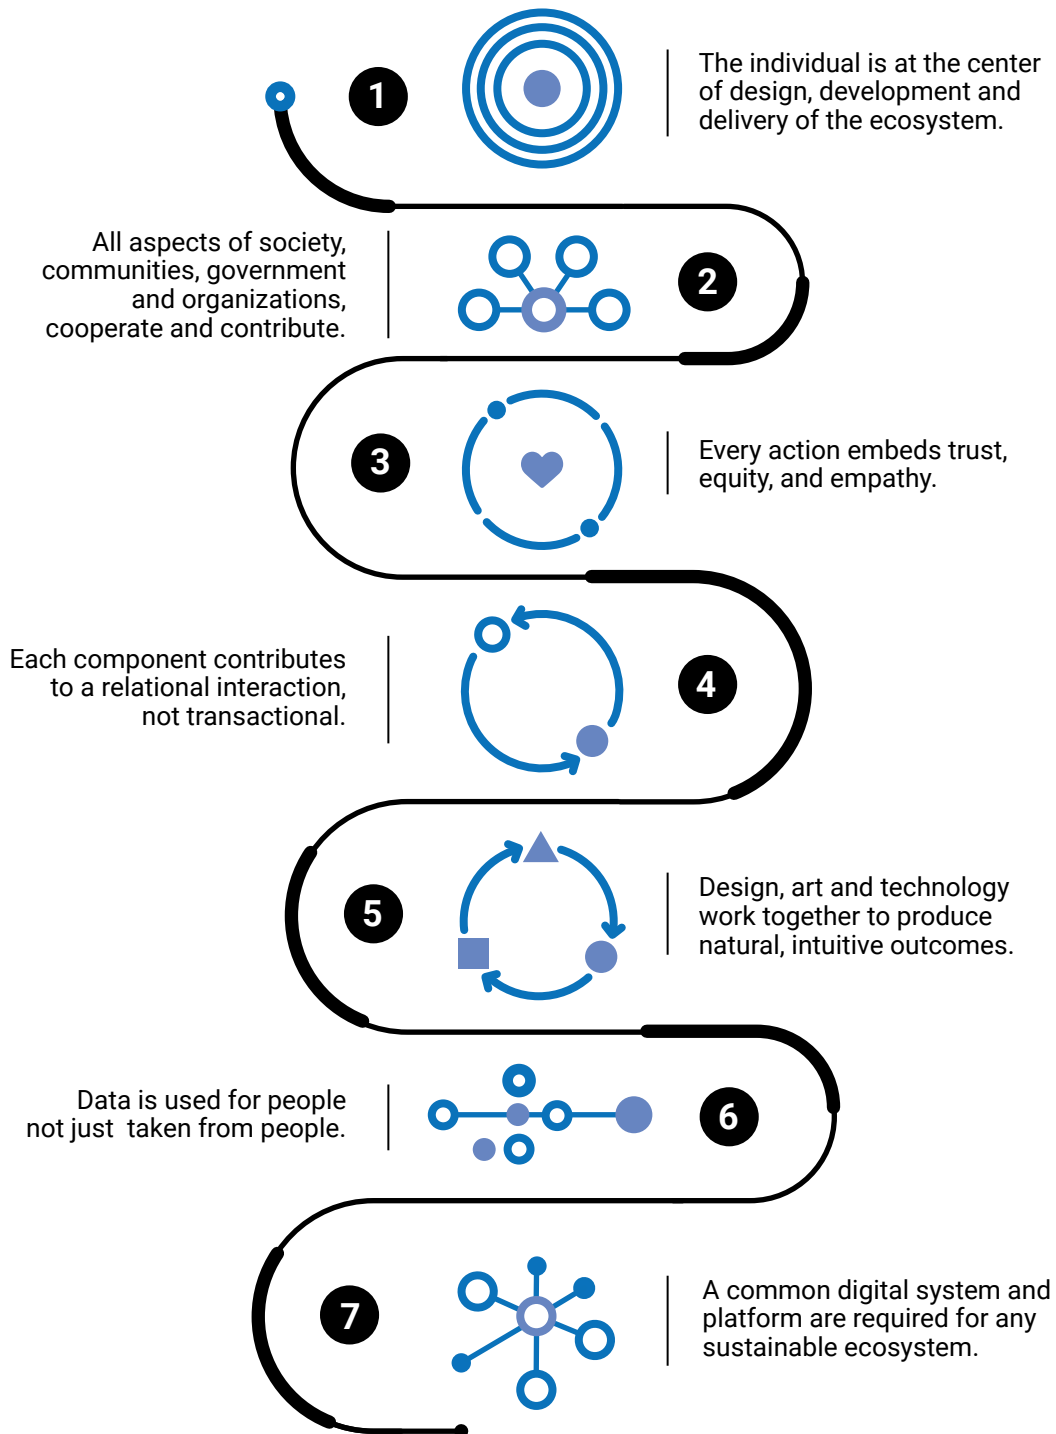 1
The individual is at the center
of design, development and
delivery of the ecosystem.
All aspects of society,
communities, government
and organizations,
cooperate and contribute.
2
3
Every action embeds trust,
equity, and empathy.
Each component contributes
to a relational interaction,
not transactional.
4
5
Design, art and technology
work together to produce
natural, intuitive outcomes.
Data is used for people
not just  taken from people.
6
7
A common digital system and
platform are required for any
sustainable ecosystem.